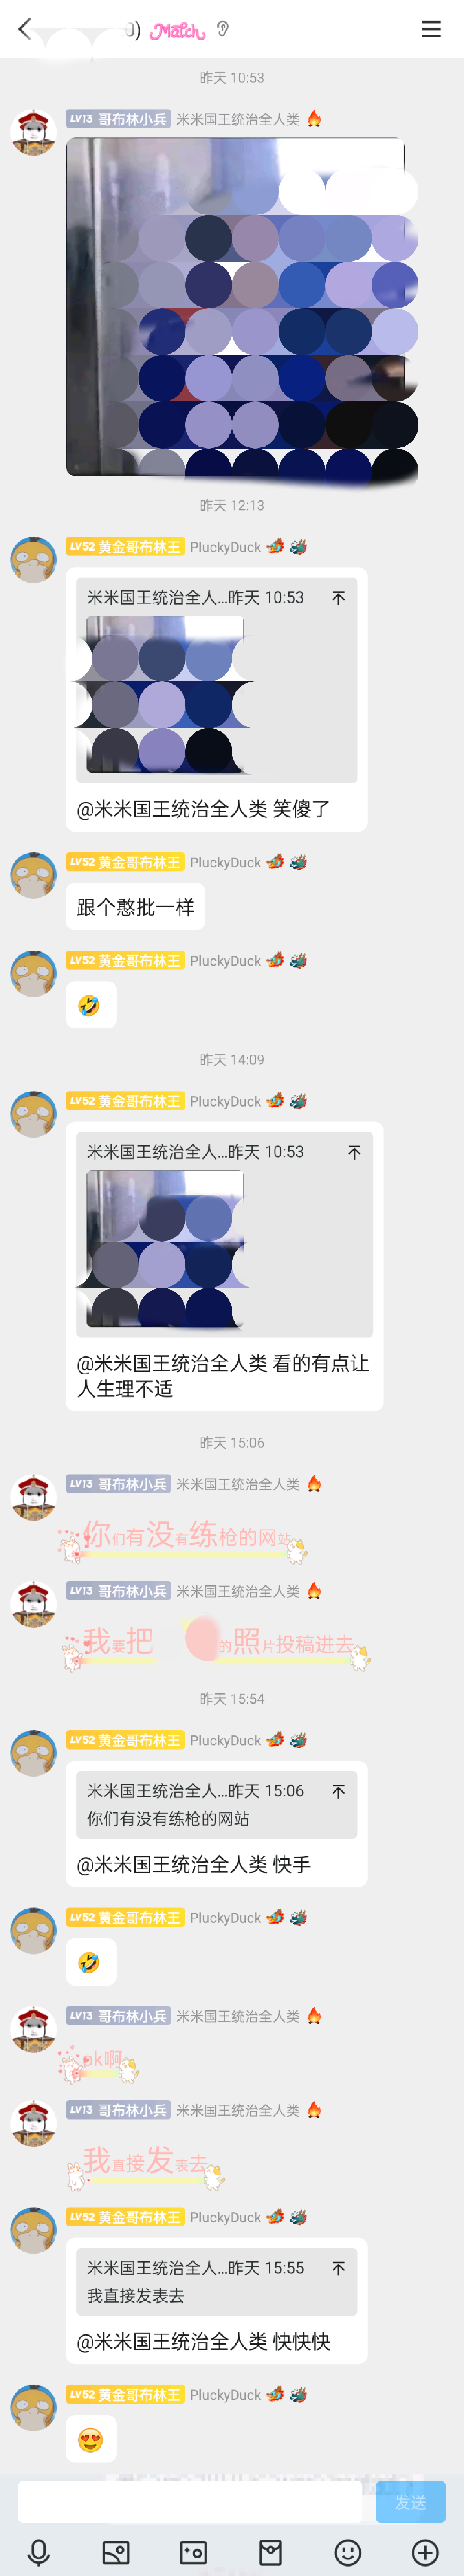 0) Match
昨天 10:53
LV13 哥布林小兵 米米国王统治全人类
昨天 12:13
LV52 黄金哥布林王 PluckyDuck
米米国王统治全人...昨天 10:53
@米米国王统治全人类 笑傻了
LV52 黄金哥布林王 PluckyDuck
跟个憨批一样
LV52 黄金哥布林王 PluckyDuck
🤣
昨天 14:09
LV52 黄金哥布林王 PluckyDuck
米米国王统治全人...昨天 10:53
@米米国王统治全人类 看的有点让
人生理不适
昨天 15:06
LV13 哥布林小兵 米米国王统治全人类
你们有没有练枪的网站
LV13 哥布林小兵 米米国王统治全人类
我要把 的照片投稿进去
昨天 15:54
LV52 黄金哥布林王 PluckyDuck
米米国王统治全人...昨天 15:06
你们有没有练枪的网站
@米米国王统治全人类 快手
LV52 黄金哥布林王 PluckyDuck
🤣
LV13 哥布林小兵 米米国王统治全人类
ok啊
LV13 哥布林小兵 米米国王统治全人类
我直接发表去
LV52 黄金哥布林王 PluckyDuck
米米国王统治全人...昨天 15:55
我直接发表去
@米米国王统治全人类 快快快
LV52 黄金哥布林王 PluckyDuck
😍
发送